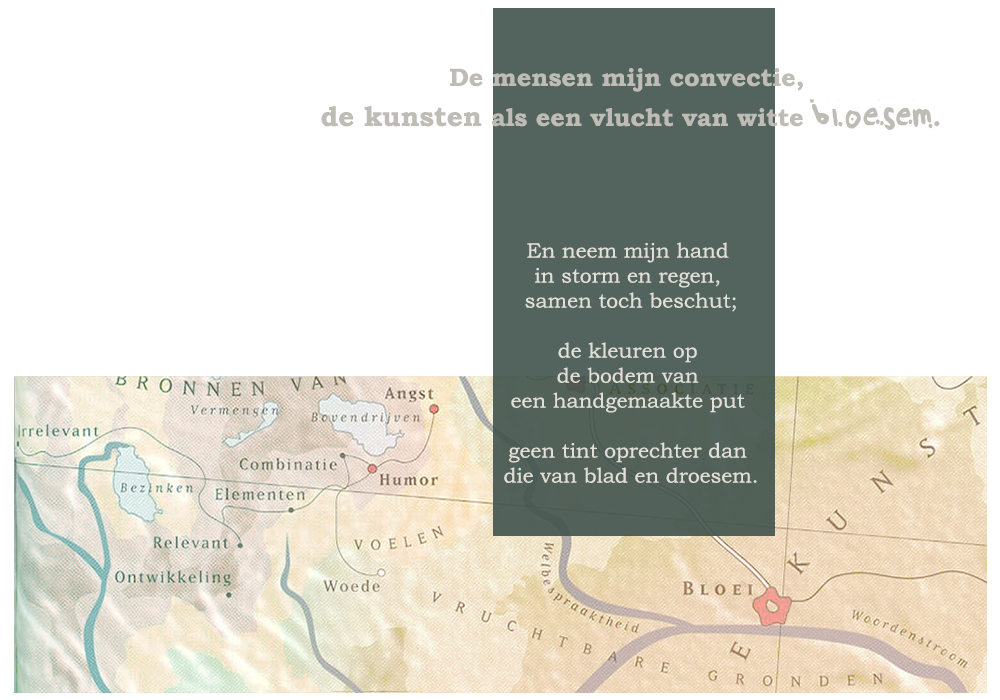 De mensen mijn convectie,
de kunsten als een vlucht van witte bloesem.
En neem mijn hand
in storm en regen,
samen toch beschut;
de kleuren op
de bodem van
een handgemaakte put
geen tint oprechter dan
die van blad en droesem.
BRONNEN VAN
Angst
ASSOCIATIE
Vermengen
Bovendrijven
Irrelevant
KUNST
Combinatie
Humor
Bezinken
Elementen
Relevant
VOELEN
Welbespraaktheid
Ontwikkeling
Woede
BLOEI
VRUCHTBARE GRONDEN
Woordenstroom
E